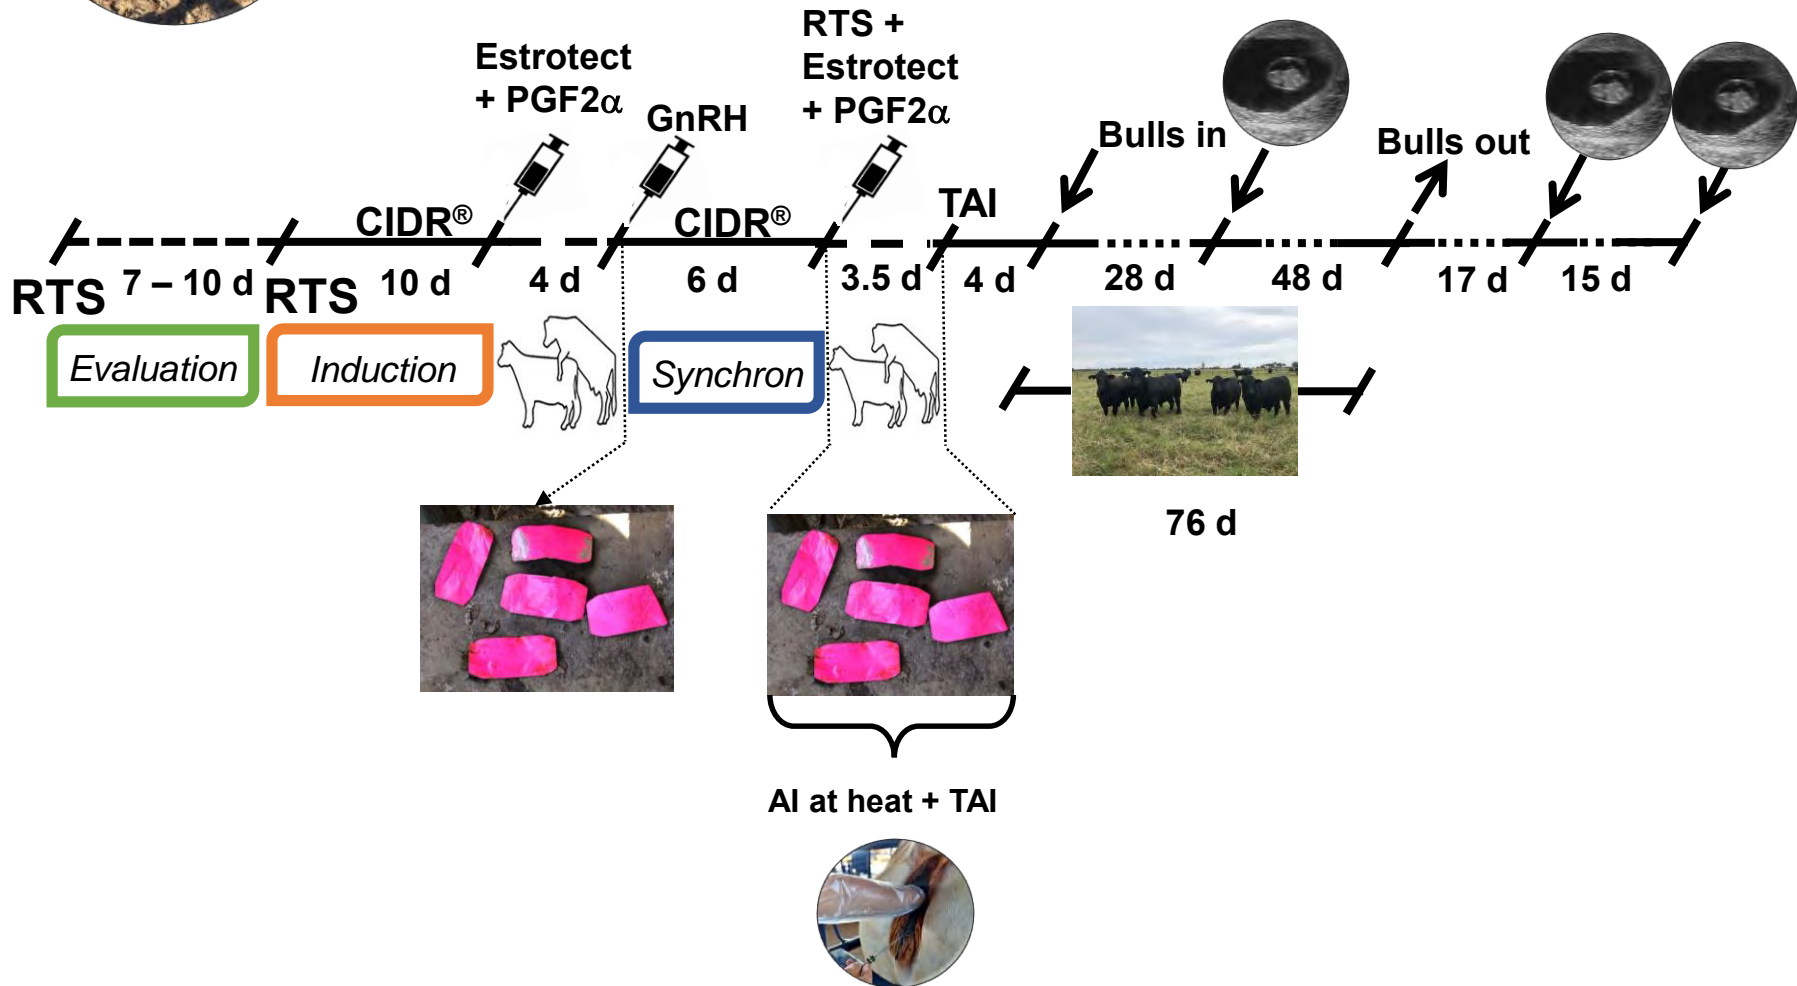 RTS +
Estrotect
+ PGF2α
Estrotect
+ PGF2α
GnRH
Bulls in
Bulls out
CIDR®
CIDR®
TAI
RTS
7 – 10 d
RTS
10 d
4 d
6 d
3.5 d
4 d
28 d
48 d
17 d
15 d
Evaluation
Induction
Synchron
76 d
AI at heat + TAI